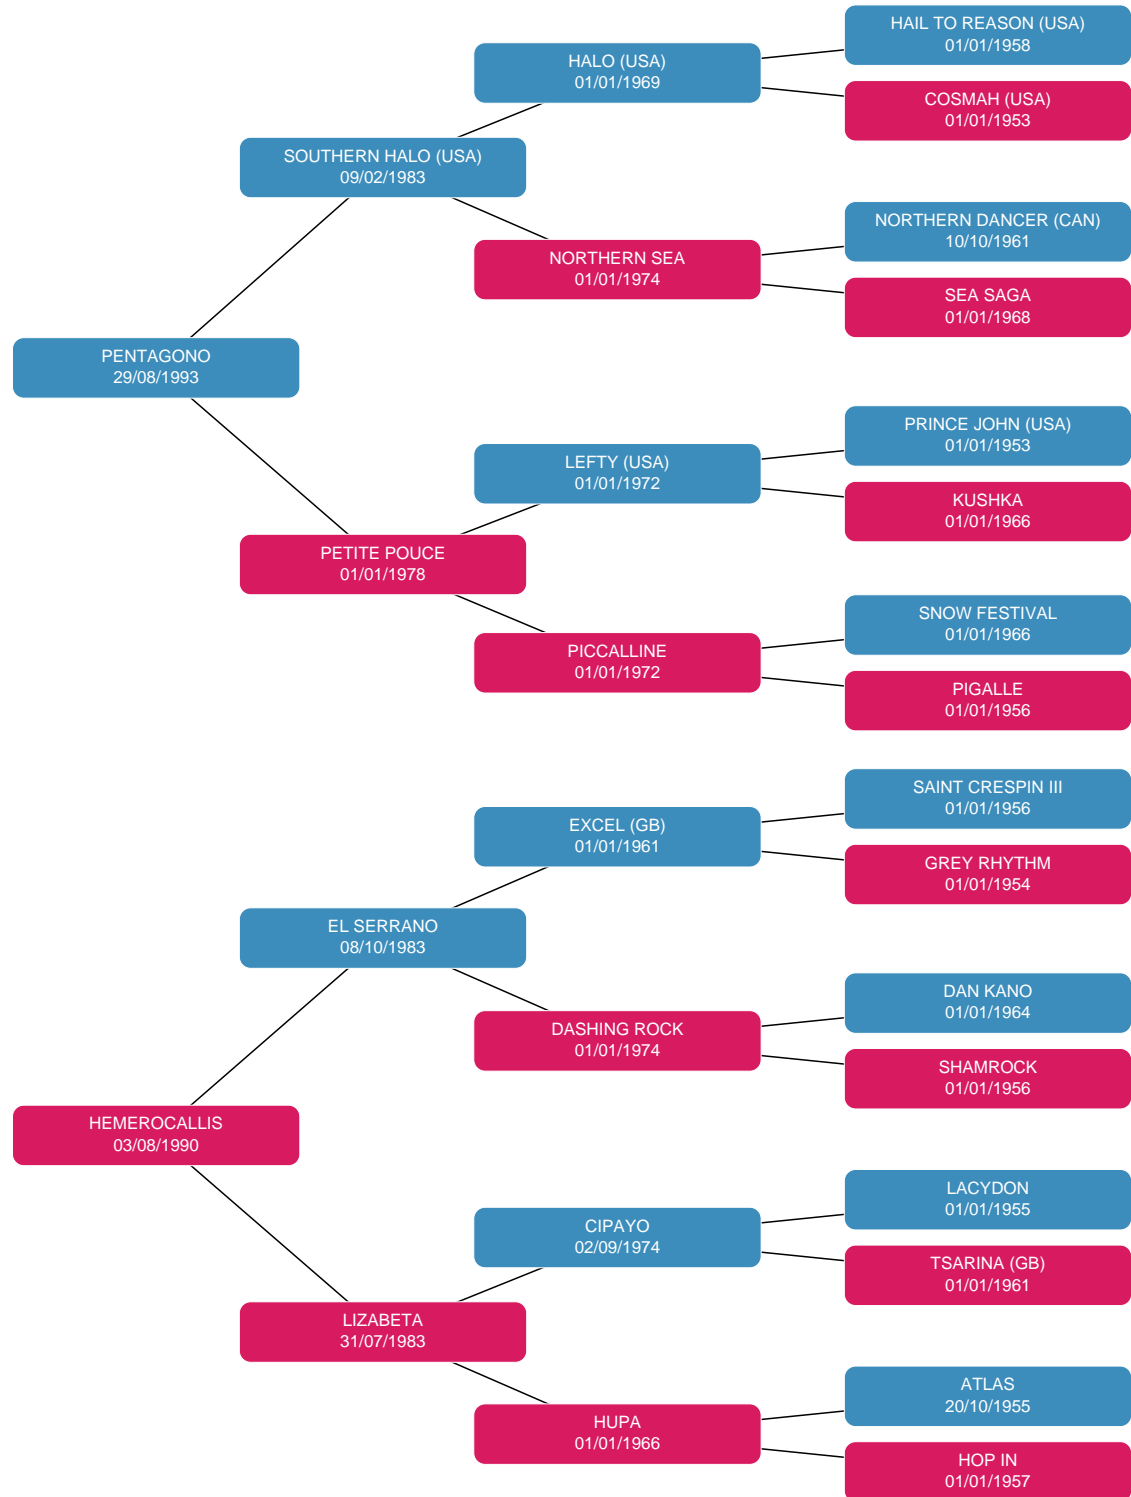 HAIL TO REASON (USA)
01/01/1958
HALO (USA)
01/01/1969
COSMAH (USA)
01/01/1953
SOUTHERN HALO (USA)
09/02/1983
NORTHERN DANCER (CAN)
10/10/1961
NORTHERN SEA
01/01/1974
SEA SAGA
01/01/1968
PENTAGONO
29/08/1993
PRINCE JOHN (USA)
01/01/1953
LEFTY (USA)
01/01/1972
KUSHKA
01/01/1966
PETITE POUCE
01/01/1978
SNOW FESTIVAL
01/01/1966
PICCALLINE
01/01/1972
PIGALLE
01/01/1956
SAINT CRESPIN III
01/01/1956
EXCEL (GB)
01/01/1961
GREY RHYTHM
01/01/1954
EL SERRANO
08/10/1983
DAN KANO
01/01/1964
DASHING ROCK
01/01/1974
SHAMROCK
01/01/1956
HEMEROCALLIS
03/08/1990
LACYDON
01/01/1955
CIPAYO
02/09/1974
TSARINA (GB)
01/01/1961
LIZABETA
31/07/1983
ATLAS
20/10/1955
HUPA
01/01/1966
HOP IN
01/01/1957